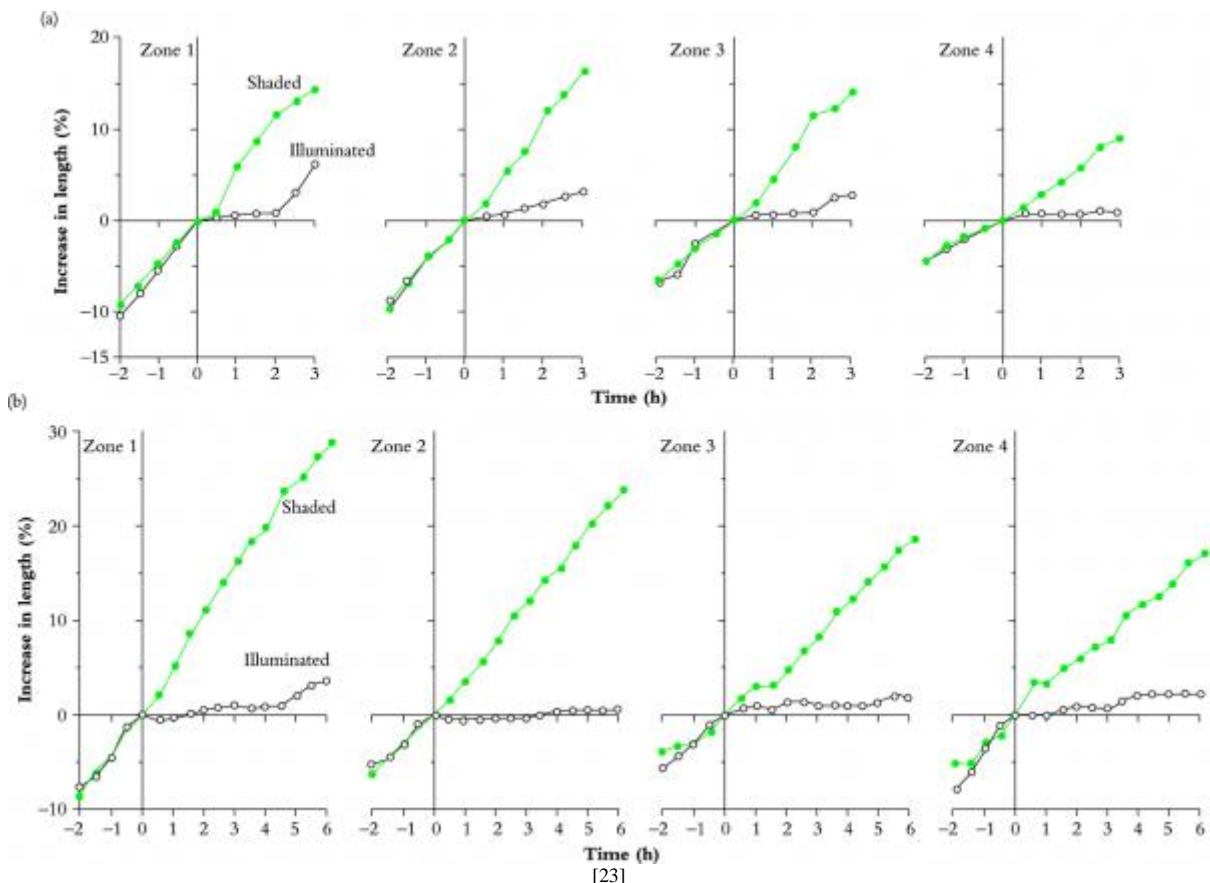 (a)
20
Zone 1
Zone 2
Zone 3
Zone 4
Shaded
10
Illuminated
0
−10
−15
Increase in length (%)
−2 −1 0 1 2 3
−2 −1 0 1 2 3
−2 −1 0 1 2 3
−2 −1 0 1 2 3
Time (h)
(b)
30
Zone 1
Zone 2
Zone 3
Zone 4
20
Shaded
10
Illuminated
0
−10
Increase in length (%)
−2 −1 0 1 2 3 4 5 6
−2 −1 0 1 2 3 4 5 6
−2 −1 0 1 2 3 4 5 6
−2 −1 0 1 2 3 4 5 6
Time (h)
[23]